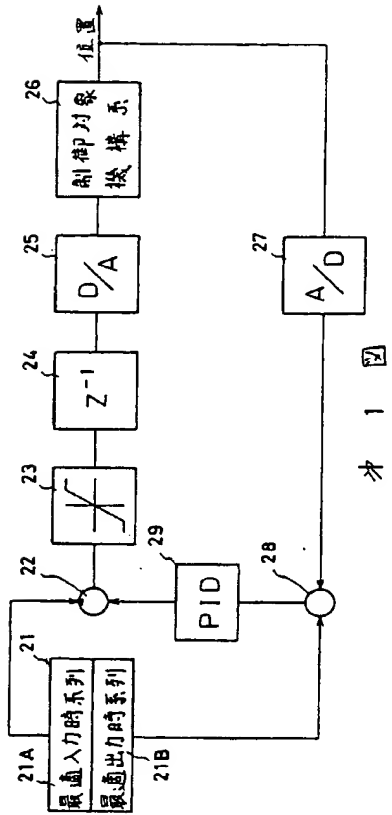 21
21A
最適入力時系列
最適出力時系列
21B
22
23
24
Z⁻¹
25
D/A
26
制御対象
機構系
位置
27
A/D
28
29
PID
第 1 図